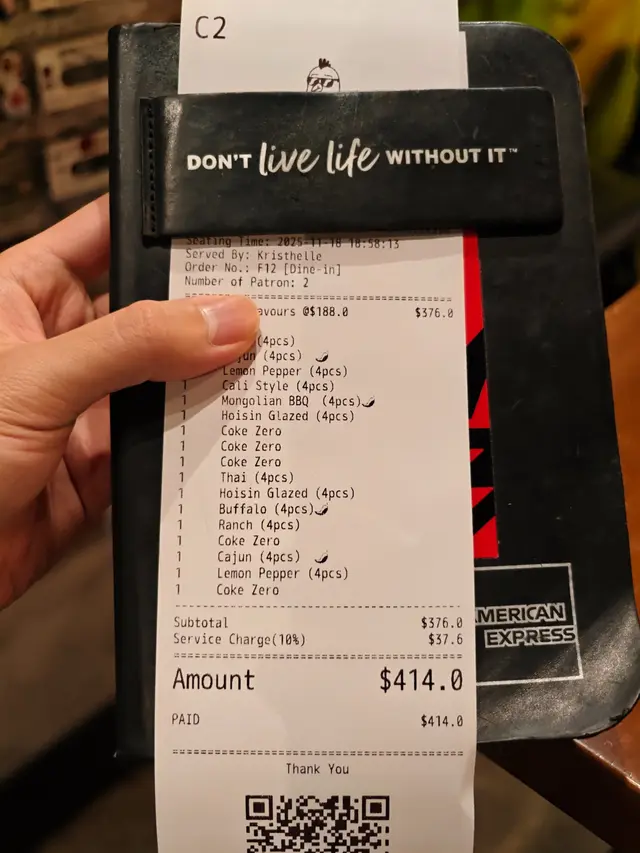 C2
DON'T live life WITHOUT IT™
Seating Time: 2025-11-18 18:58:13
Served By: Kristhelle
Order No.: F12 [Dine-in]
Number of Patron: 2
avours @$188.0 $376.0
(4pcs)
jun (4pcs)
Lemon Pepper (4pcs)
1 Cali Style (4pcs)
1 Mongolian BBQ (4pcs)
1 Hoisin Glazed (4pcs)
1 Coke Zero
1 Coke Zero
1 Coke Zero
1 Thai (4pcs)
1 Hoisin Glazed (4pcs)
1 Buffalo (4pcs)
1 Ranch (4pcs)
1 Coke Zero
1 Cajun (4pcs)
1 Lemon Pepper (4pcs)
1 Coke Zero
Subtotal $376.0
Service Charge(10%) $37.6
Amount $414.0
PAID $414.0
Thank You
MERICAN
EXPRESS